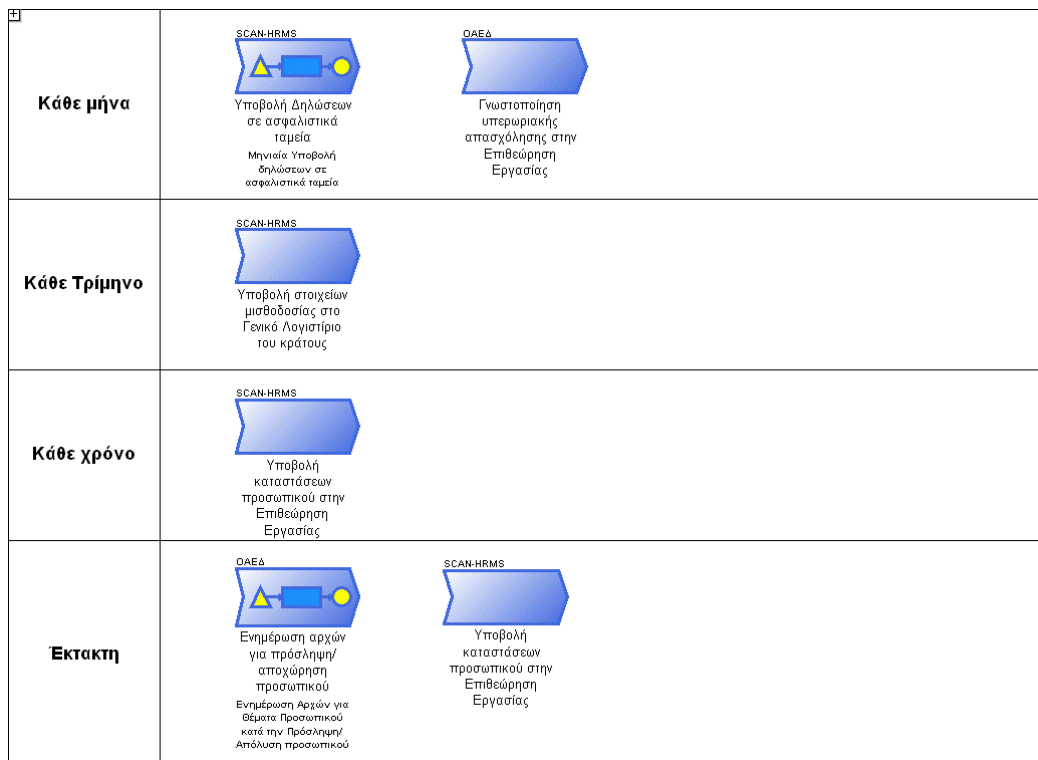 Κάθε μήνα
SCAN-HRMS
Υποβολή Δηλώσεων
σε ασφαλιστικά
ταμεία
Μηνιαία Υποβολή
δηλώσεων σε
ασφαλιστικά ταμεία
ΟΑΕΔ
Γνωστοποίηση
υπερωριακής
απασχόλησης στην
Επιθεώρηση
Εργασίας
Κάθε Τρίμηνο
SCAN-HRMS
Υποβολή στοιχείων
μισθοδοσίας στο
Γενικό Λογιστίριο
του κράτους
Κάθε χρόνο
SCAN-HRMS
Υποβολή
καταστάσεων
προσωπικού στην
Επιθεώρηση
Εργασίας
Έκτακτη
ΟΑΕΔ
Ενημέρωση αρχών
για πρόσληψη/
αποχώρηση
προσωπικού
Ενημέρωση Αρχών για
Θέματα Προσωπικού
κατά την Πρόσληψη/
Απόλυση προσωπικού
SCAN-HRMS
Υποβολή
καταστάσεων
προσωπικού στην
Επιθεώρηση
Εργασίας